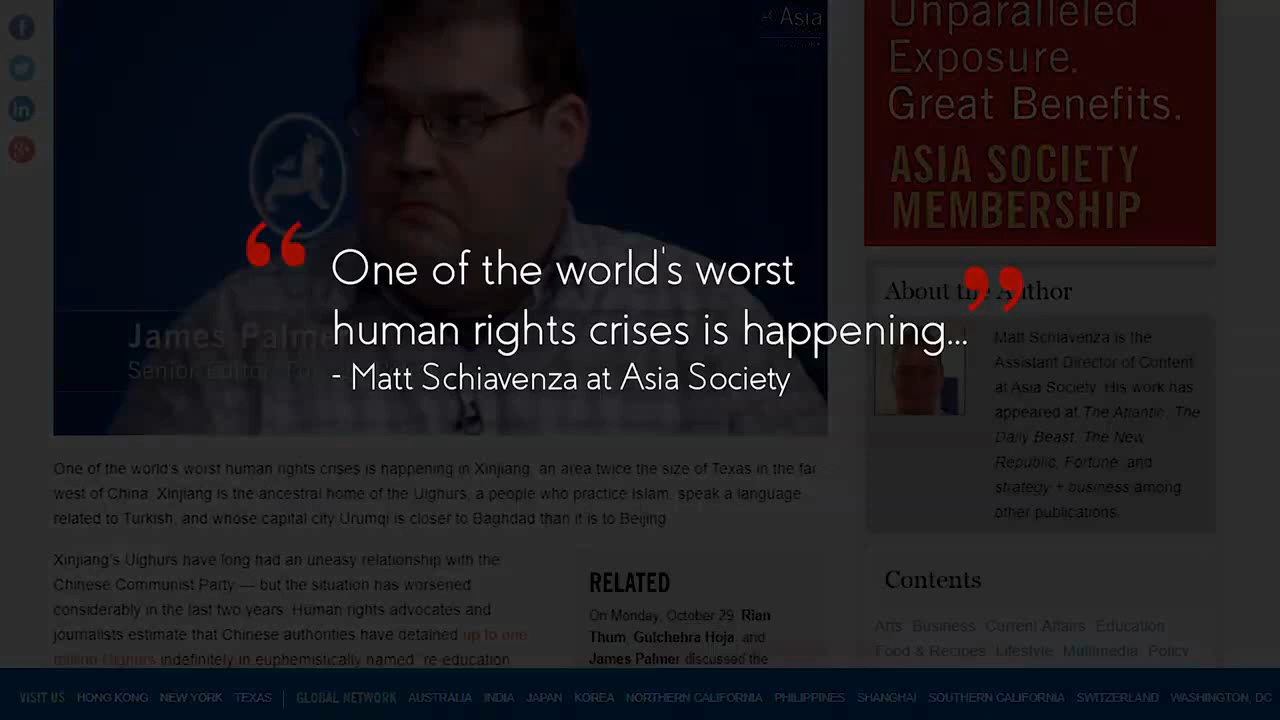 Asia
Unparalleled
Exposure.
Great Benefits.
ASIA SOCIETY
MEMBERSHIP
“ One of the world's worst
human rights crises is happening... ”
- Matt Schiavenza at Asia Society
James Palme
Senior Editor,
About the Author
Matt Schiavenza is the
Assistant Director of Content
at Asia Society. His work has
appeared at The Atlantic, The
Daily Beast, The New
Republic, Fortune, and
strategy + business among
other publications.
One of the world's worst human rights crises is happening in Xinjiang, an area twice the size of Texas in the far
west of China. Xinjiang is the ancestral home of the Uighurs, a people who practice Islam, speak a language
related to Turkish, and whose capital city Urumqi is closer to Baghdad than it is to Beijing.
Xinjiang's Uighurs have long had an uneasy relationship with the
Chinese Communist Party — but the situation has worsened
considerably in the last two years. Human rights advocates and
journalists estimate that Chinese authorities have detained up to one
million Uighurs indefinitely in euphemistically named re-education
RELATED
On Monday, October 29, Rian
Thum, Gulchehra Hoja, and
James Palmer discussed the
Contents
Arts Business Current Affairs Education
Food & Recipes Lifestyle Multimedia Policy
VISIT US HONG KONG NEW YORK TEXAS | GLOBAL NETWORK AUSTRALIA INDIA JAPAN KOREA NORTHERN CALIFORNIA PHILIPPINES SHANGHAI SOUTHERN CALIFORNIA SWITZERLAND WASHINGTON, DC